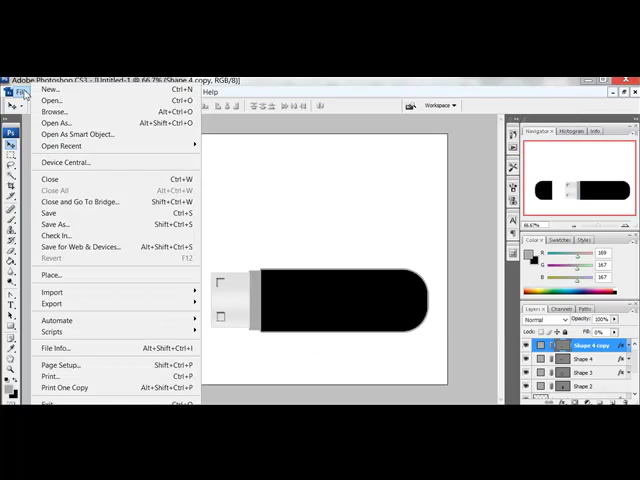 Adobe Photoshop CS3 - [Untitled-1 @ 66.7% (Shape 4 copy, RGB/8)]
File
Help
Workspace
New... Ctrl+N
Open... Ctrl+O
Browse... Alt+Ctrl+O
Open As... Alt+Shift+Ctrl+O
Open As Smart Object...
Open Recent
Device Central...
Close Ctrl+W
Close All Alt+Ctrl+W
Close and Go To Bridge... Shift+Ctrl+W
Save Ctrl+S
Save As... Shift+Ctrl+S
Check In...
Save for Web & Devices... Alt+Shift+Ctrl+S
Revert F12
Place...
Import
Export
Automate
Scripts
File Info... Alt+Shift+Ctrl+I
Page Setup... Shift+Ctrl+P
Print... Ctrl+P
Print One Copy Alt+Shift+Ctrl+P
Exit Ctrl+Q
Ps
Navigator × Histogram Info
66.67%
Color × Swatches Styles
R 169
G 167
B 167
Layers × Channels Paths
Normal Opacity: 100%
Lock: Fill: 0%
Shape 4 copy fx
Shape 4 fx
Shape 3 fx
Shape 2